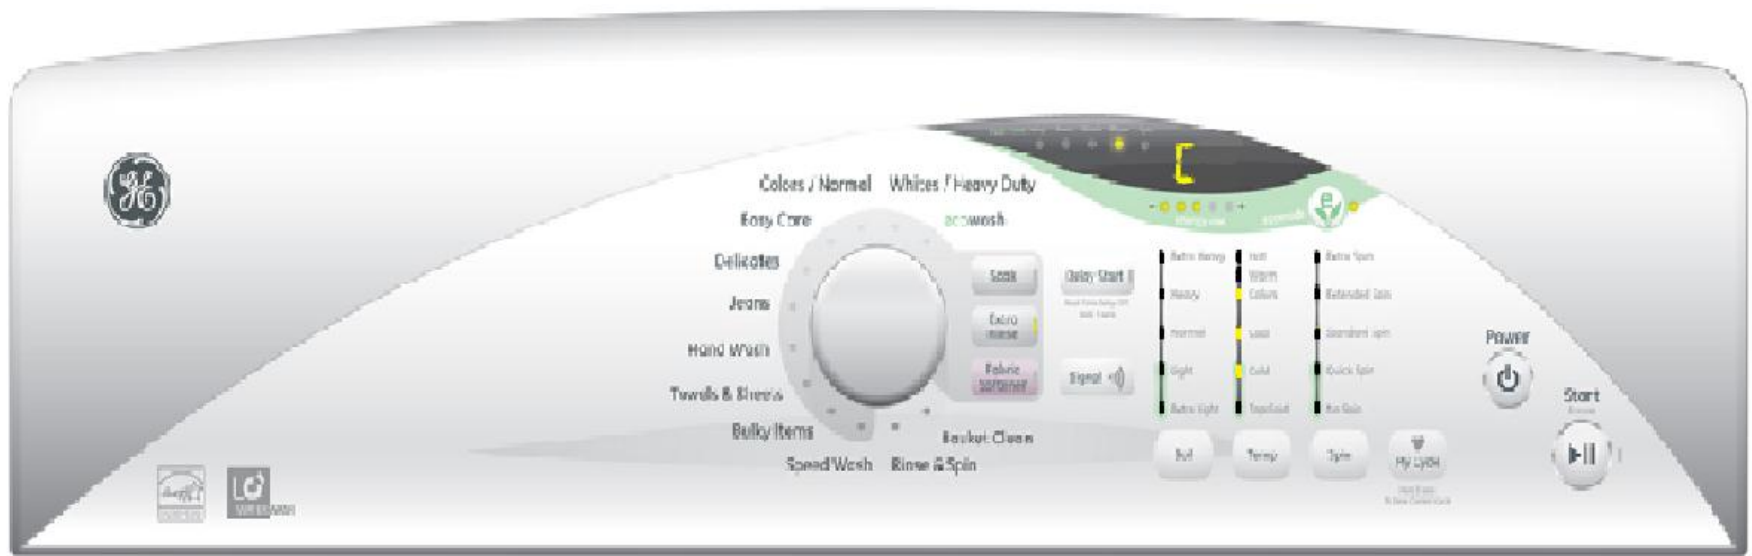 GE
Colors / Normal
Whites / Heavy Duty
Easy Care
ecowash
Delicates
Soak
Delay Start
Jeans
Extra
Hand Wash
Fabric
Softener
Signal
Towels & Sheets
Bulky Items
Basket Clean
Speed Wash
Rinse & Spin
Extra Heavy
Heavy
Normal
Light
Extra Light
Hot
Warm
Colors
Cool
Cold
Tap Cold
Extra Spin
Extended Spin
Standard Spin
Quick Spin
No Spin
Soil
Temp
Spin
My Cycle
Power
Start